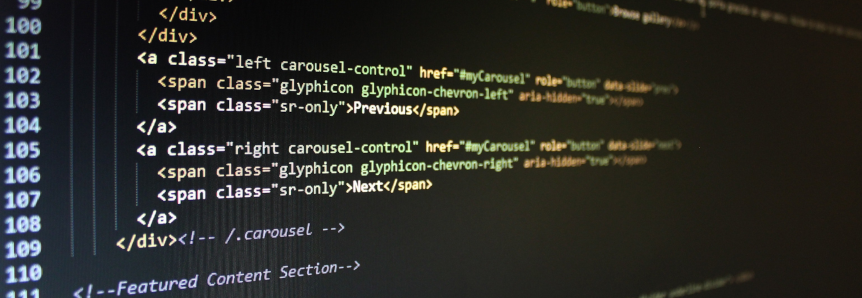 99
</div> role="button">Browse gallery
100 </div>
101 <a class="left carousel-control" href="#myCarousel" role="button" data-slide="prev">
102 <span class="glyphicon glyphicon-chevron-left" aria-hidden="true"></span>
103 <span class="sr-only">Previous</span>
104 </a>
105 <a class="right carousel-control" href="#myCarousel" role="button" data-slide="next">
106 <span class="glyphicon glyphicon-chevron-right" aria-hidden="true"></span>
107 <span class="sr-only">Next</span>
108 </a>
109 </div><!-- /.carousel -->
110
111 <!--Featured Content Section-->